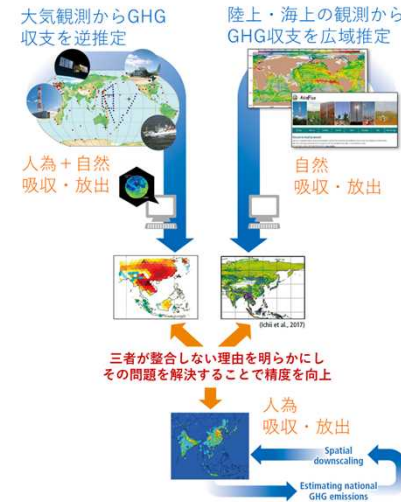 大気観測からGHG
収支を逆推定
陸上・海上の観測から
GHG収支を広域推定
人為＋自然
吸収・放出
自然
吸収・放出
(Ichii et al., 2017)
三者が整合しない理由を明らかにし
その問題を解決することで精度を向上
人為
吸収・放出
Spatial
downscaling
Estimating national
GHG emissions